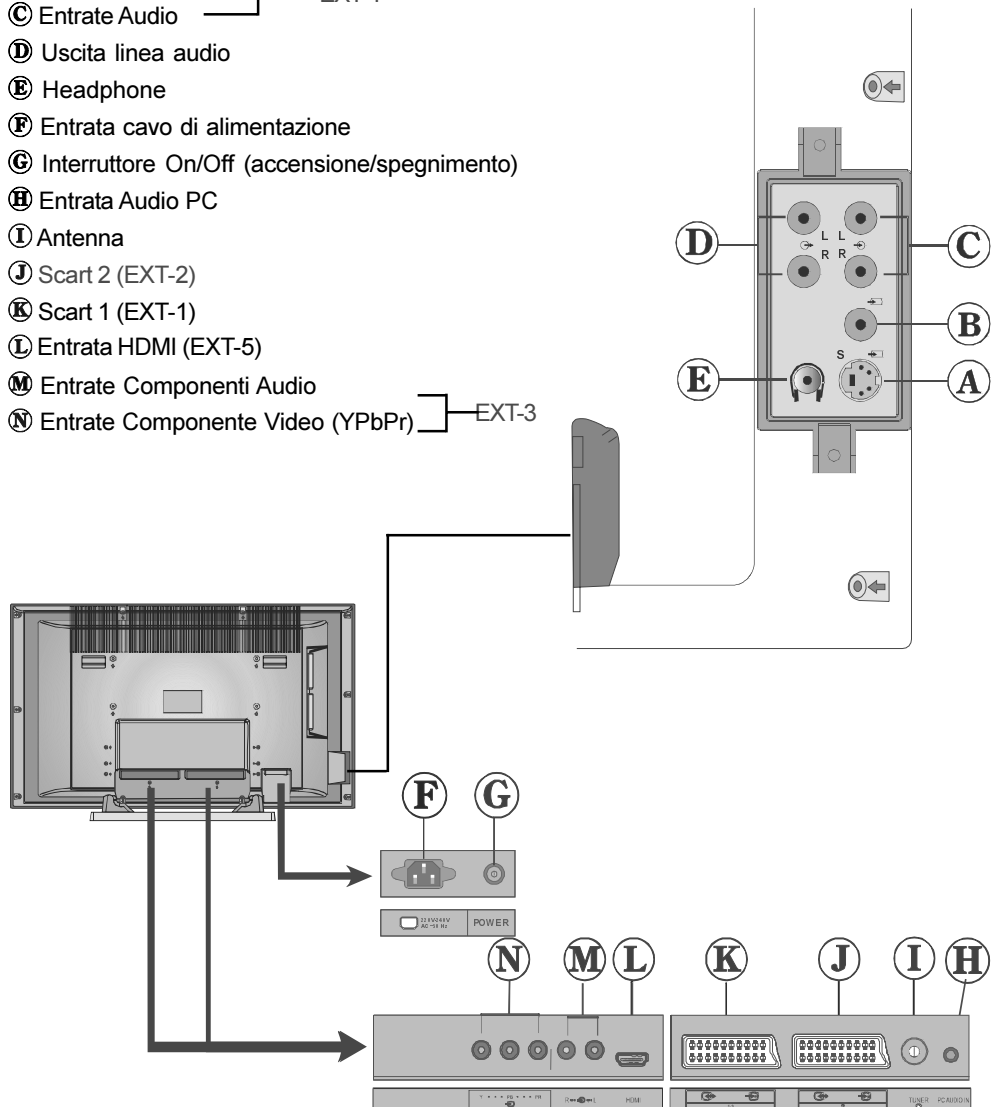 Ⓒ Entrate Audio
Ⓓ Uscita linea audio
Ⓔ Headphone
Ⓕ Entrata cavo di alimentazione
Ⓖ Interruttore On/Off (accensione/spegnimento)
Ⓗ Entrata Audio PC
Ⓘ Antenna
Ⓙ Scart 2 (EXT-2)
Ⓚ Scart 1 (EXT-1)
Ⓛ Entrata HDMI (EXT-5)
Ⓜ Entrate Componenti Audio
Ⓝ Entrate Componente Video (YPbPr) EXT-3
D
L L
R R
C
B
S
E
A
F G
POWER
N M L K J I H
R L HDMI
TUNER PC AUDIO IN